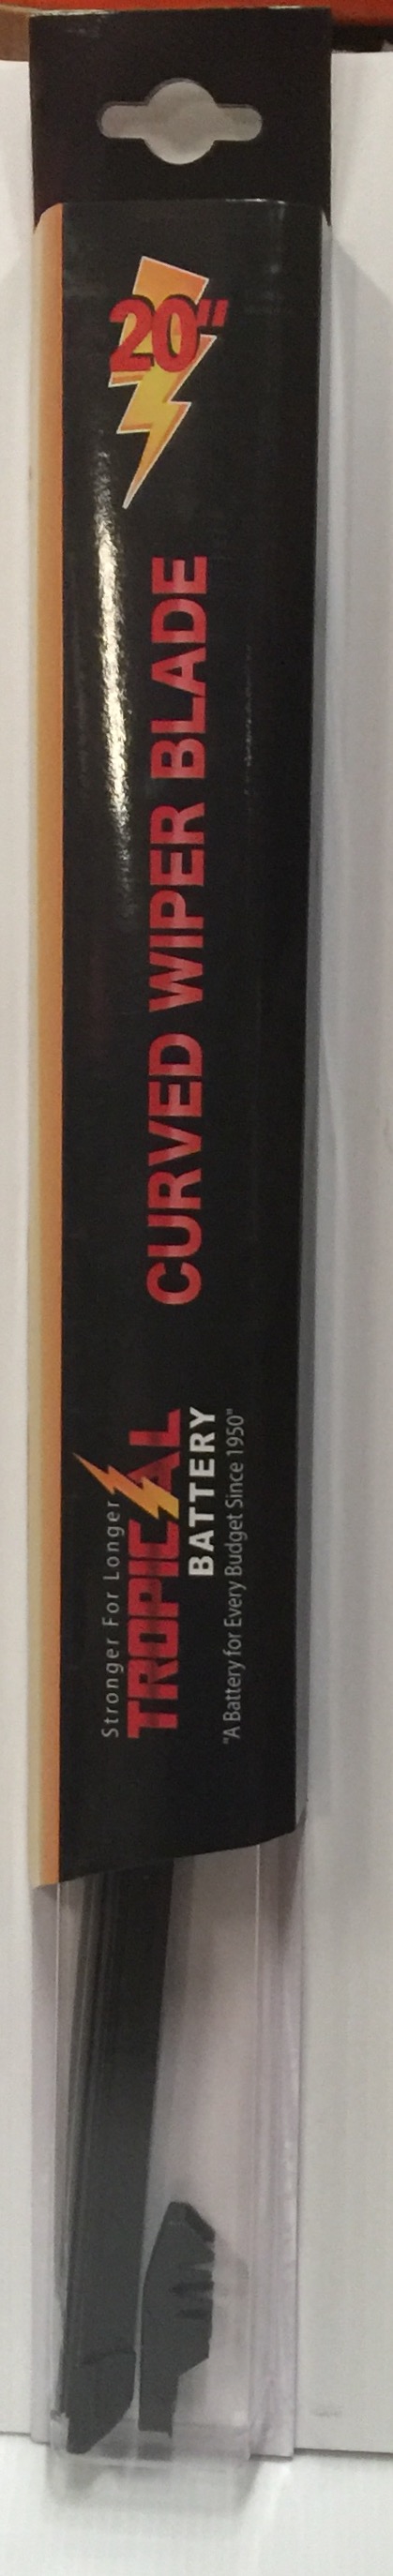 20"
CURVED WIPER BLADE
Stronger For Longer
TROPICAL
BATTERY
"A Battery for Every Budget Since 1950"